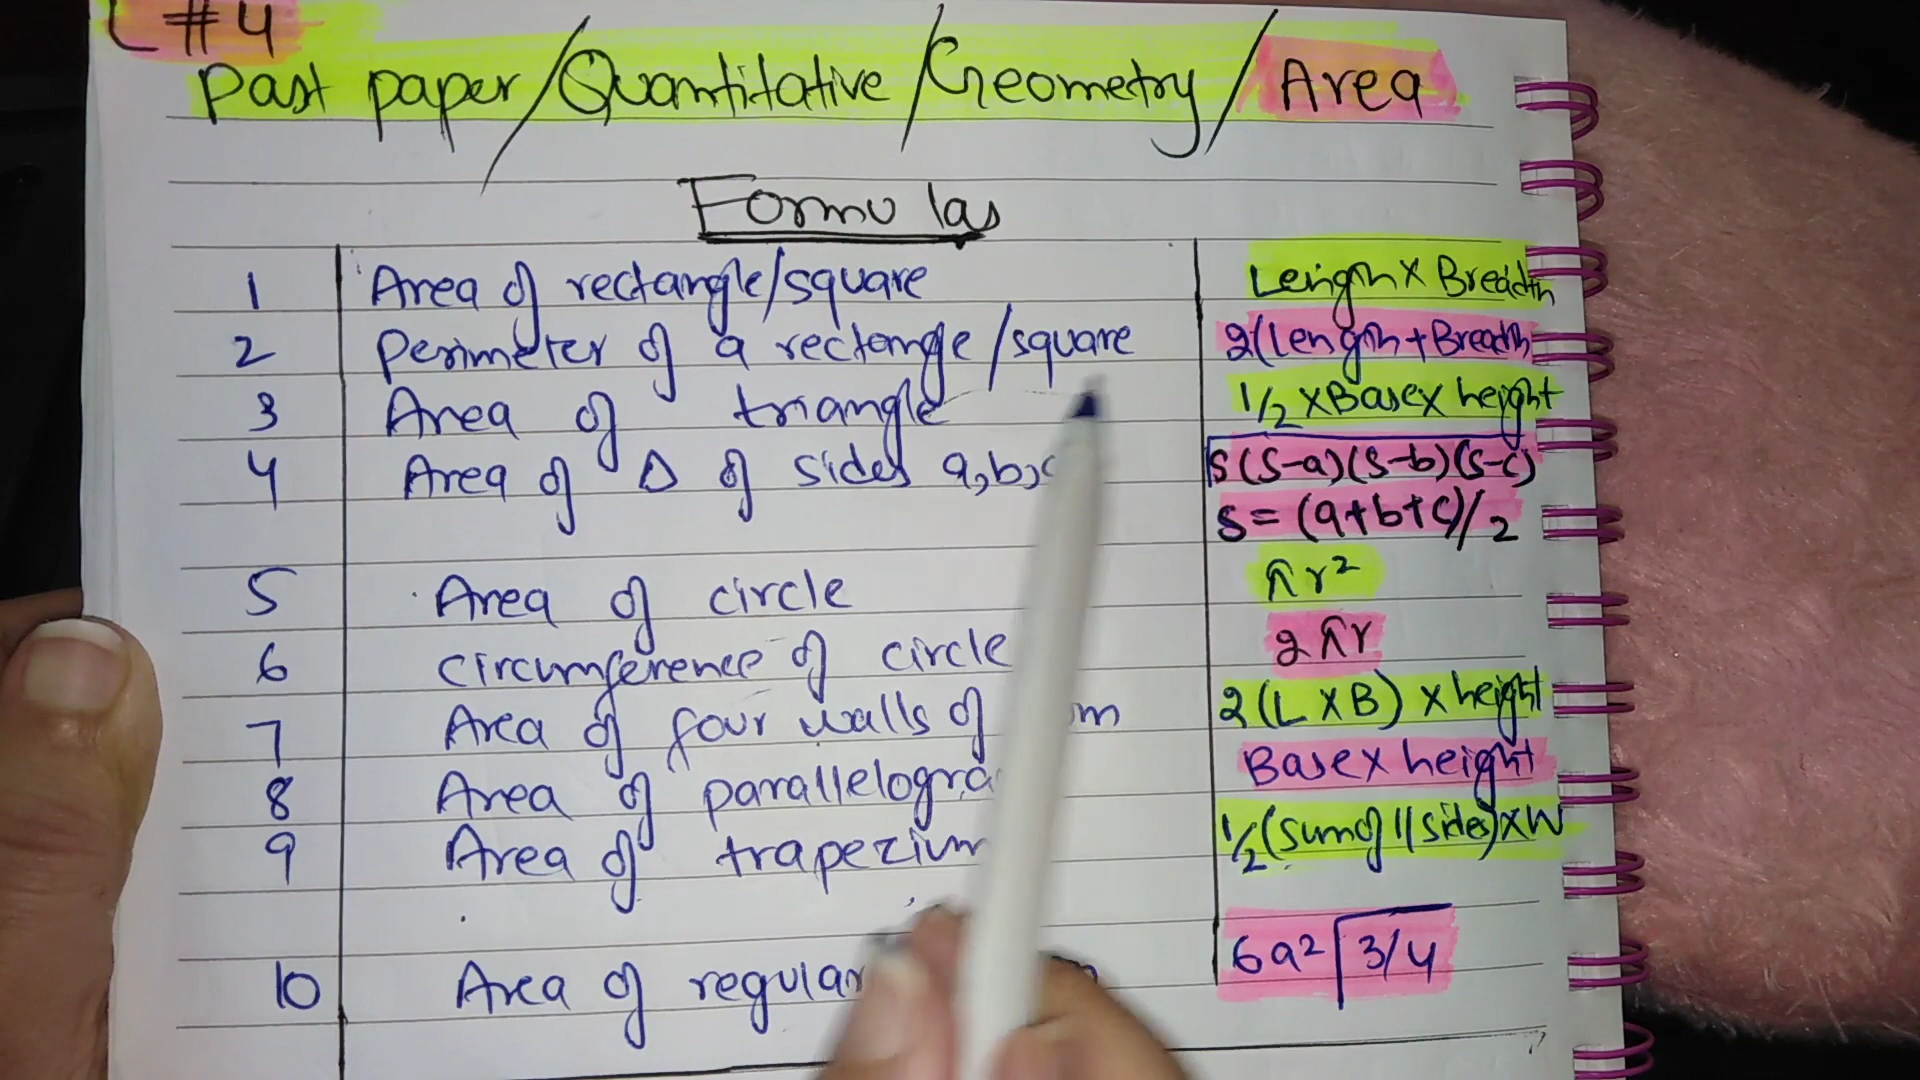 L #4
Past paper/Quantitative/Geometry/Area
Formulas
1 Area of rectangle/square Length x Breadth
2 Perimeter of a rectangle/square 2(Length+Breadth
3 Area of triangle 1/2 x Base x height
4 Area of Δ of sides a,b,c √S(S-a)(S-b)(S-c)
S = (a+b+c)/2
5 Area of circle πr²
6 circumference of circle 2πr
7 Area of four walls of 2(L x B) x height
8 Area of Base x height
9 Area of trapezium 1/2(sum of || sides) x W
10 Area of regular 6a²√3/4